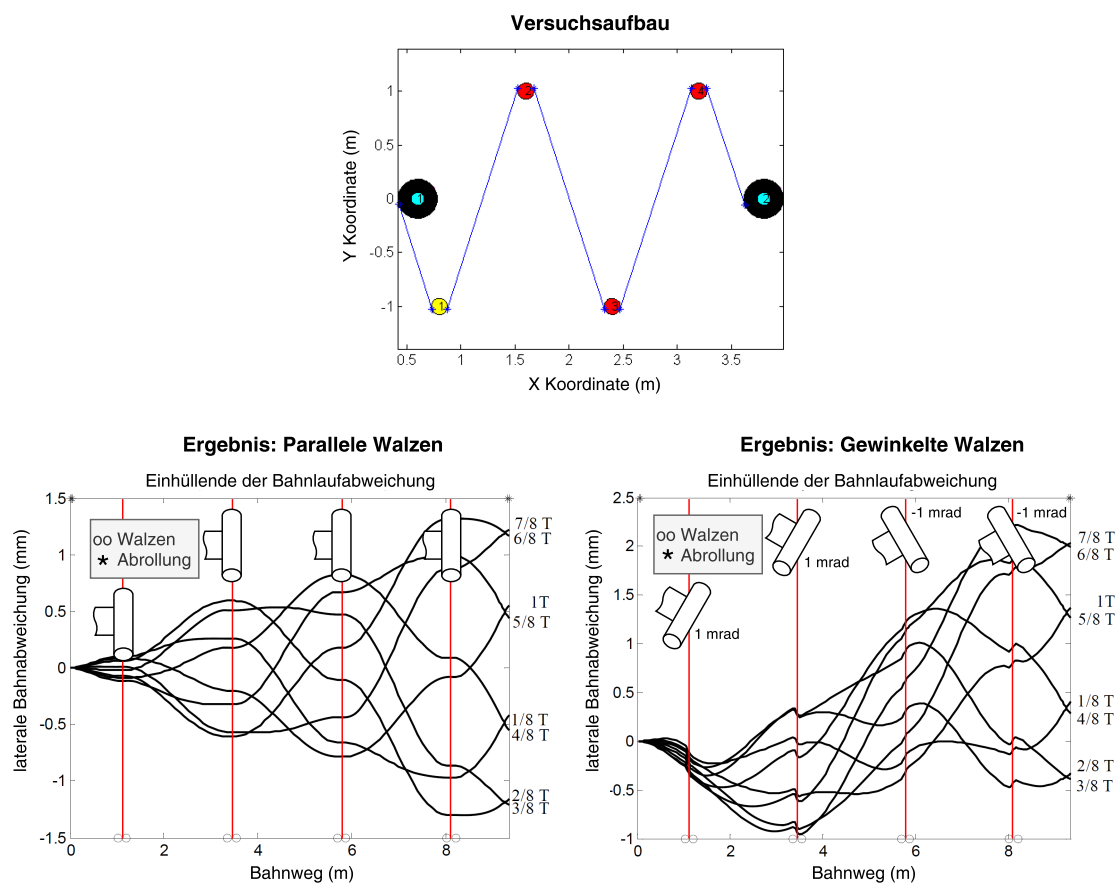 Versuchsaufbau
1
0.5
0
-0.5
-1
Y Koordinate (m)
1
2
3
4
1
2
0.5 1 1.5 2 2.5 3 3.5
X Koordinate (m)
Ergebnis: Parallele Walzen
Einhüllende der Bahnlaufabweichung
1.5
1
0.5
0
-0.5
-1
-1.5
laterale Bahnabweichung (mm)
Walzen
Abrollung
7/8 T
6/8 T
1T
5/8 T
1/8 T
4/8 T
2/8 T
3/8 T
0 2 4 6 8
Bahnweg (m)
Ergebnis: Gewinkelte Walzen
Einhüllende der Bahnlaufabweichung
2.5
2
1.5
1
0.5
0
-0.5
-1
laterale Bahnabweichung (mm)
Walzen
Abrollung
1 mrad
1 mrad
-1 mrad
-1 mrad
7/8 T
6/8 T
1T
5/8 T
1/8 T
4/8 T
2/8 T
3/8 T
0 2 4 6 8
Bahnweg (m)